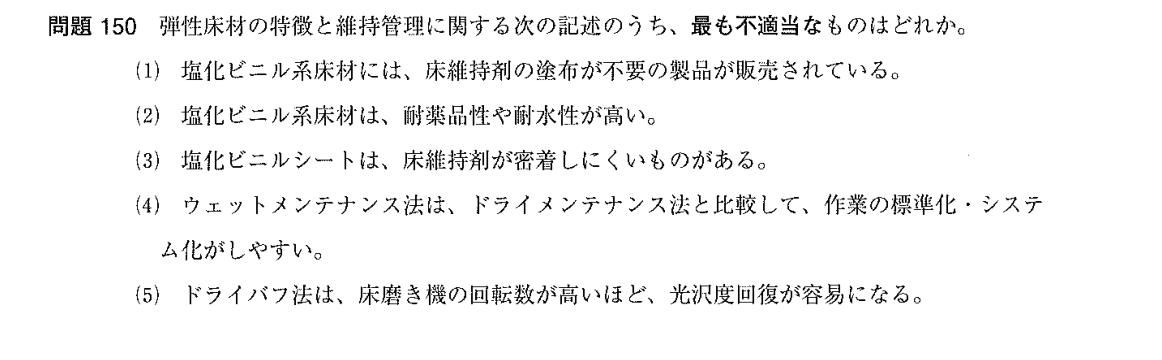 問題 150 弾性床材の特徴と維持管理に関する次の記述のうち、最も不適当なものはどれか。
(1) 塩化ビニル系床材には、床維持剤の塗布が不要の製品が販売されている。
(2) 塩化ビニル系床材は、耐薬品性や耐水性が高い。
(3) 塩化ビニルシートは、床維持剤が密着しにくいものがある。
(4) ウェットメンテナンス法は、ドライメンテナンス法と比較して、作業の標準化・システ
ム化がしやすい。
(5) ドライバフ法は、床磨き機の回転数が高いほど、光沢度回復が容易になる。